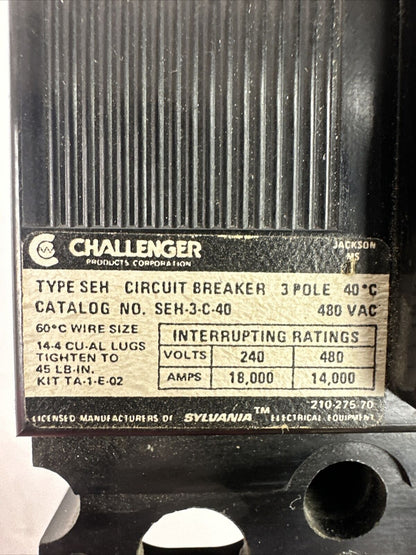 CHALLENGER
PRODUCTS CORPORATION
JACKSON
MS
TYPE SEH CIRCUIT BREAKER 3 POLE 40°C
CATALOG NO. SEH-3-C-40 480 VAC
60°C WIRE SIZE
14-4 CU-AL LUGS
TIGHTEN TO
45 LB-IN.
KIT TA-1-E-02
INTERRUPTING RATINGS
VOLTS 240 480
AMPS 18,000 14,000
210-275-70
LICENSED MANUFACTURERS OF SYLVANIA™ ELECTRICAL EQUIPMENT